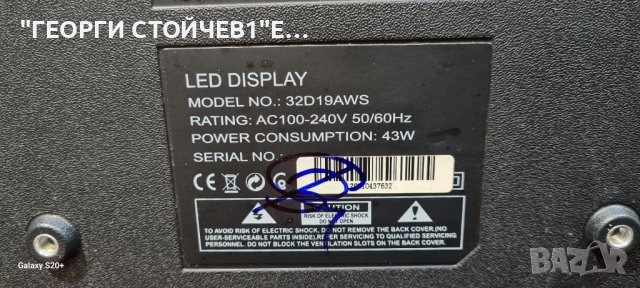 "ГЕОРГИ СТОЙЧЕВ1"Е...
LED DISPLAY
MODEL NO.: 32D19AWS
RATING: AC100-240V 50/60Hz
POWER CONSUMPTION: 43W
SERIAL NO.:
CAUTION
RISK OF ELECTRIC SHOCK
DO NOT OPEN
TO AVOID RISK OF ELECTRIC SHOCK,DO NOT REMOVE BACK COVER.(NO
USER-SERVICEABLE PARTS INSIDE.REFER SERVICING TO QUALIFIED SERVICING
PERSONNEL. DO NOT BLOCK THE VENTILATION SLOTS ON THE BACK COVER.
Galaxy S20+
bazar